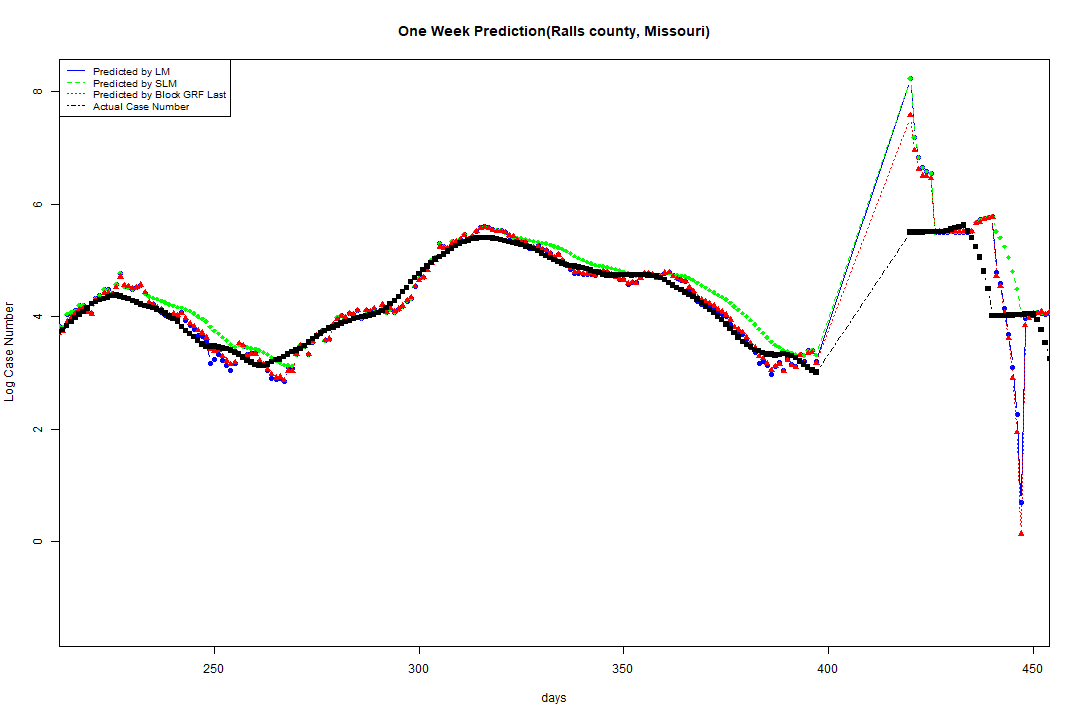 One Week Prediction(Ralls county, Missouri)
Predicted by LM
Predicted by SLM
Predicted by Block GRF Last
Actual Case Number
8
6
4
2
0
Log Case Number
250 300 350 400 450
days